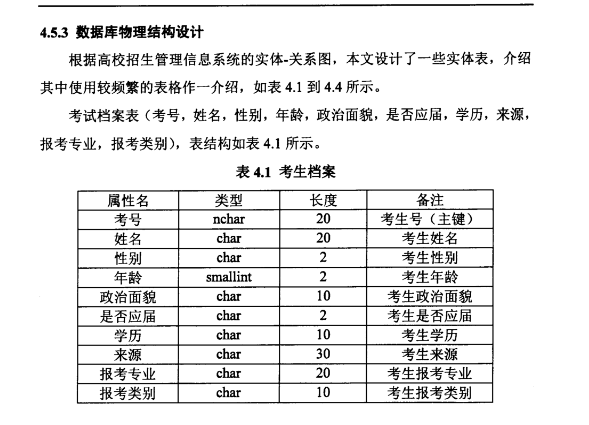 4.5.3 数据库物理结构设计
根据高校招生管理信息系统的实体-关系图，本文设计了一些实体表，介绍
其中使用较频繁的表格作一介绍，如表 4.1 到 4.4 所示。
考试档案表（考号，姓名，性别，年龄，政治面貌，是否应届，学历，来源，
报考专业，报考类别），表结构如表 4.1 所示。
表 4.1 考生档案
属性名 类型 长度 备注
考号 nchar 20 考生号（主键）
姓名 char 20 考生姓名
性别 char 2 考生性别
年龄 smallint 2 考生年龄
政治面貌 char 10 考生政治面貌
是否应届 char 2 考生是否应届
学历 char 10 考生学历
来源 char 30 考生来源
报考专业 char 20 考生报考专业
报考类别 char 10 考生报考类别